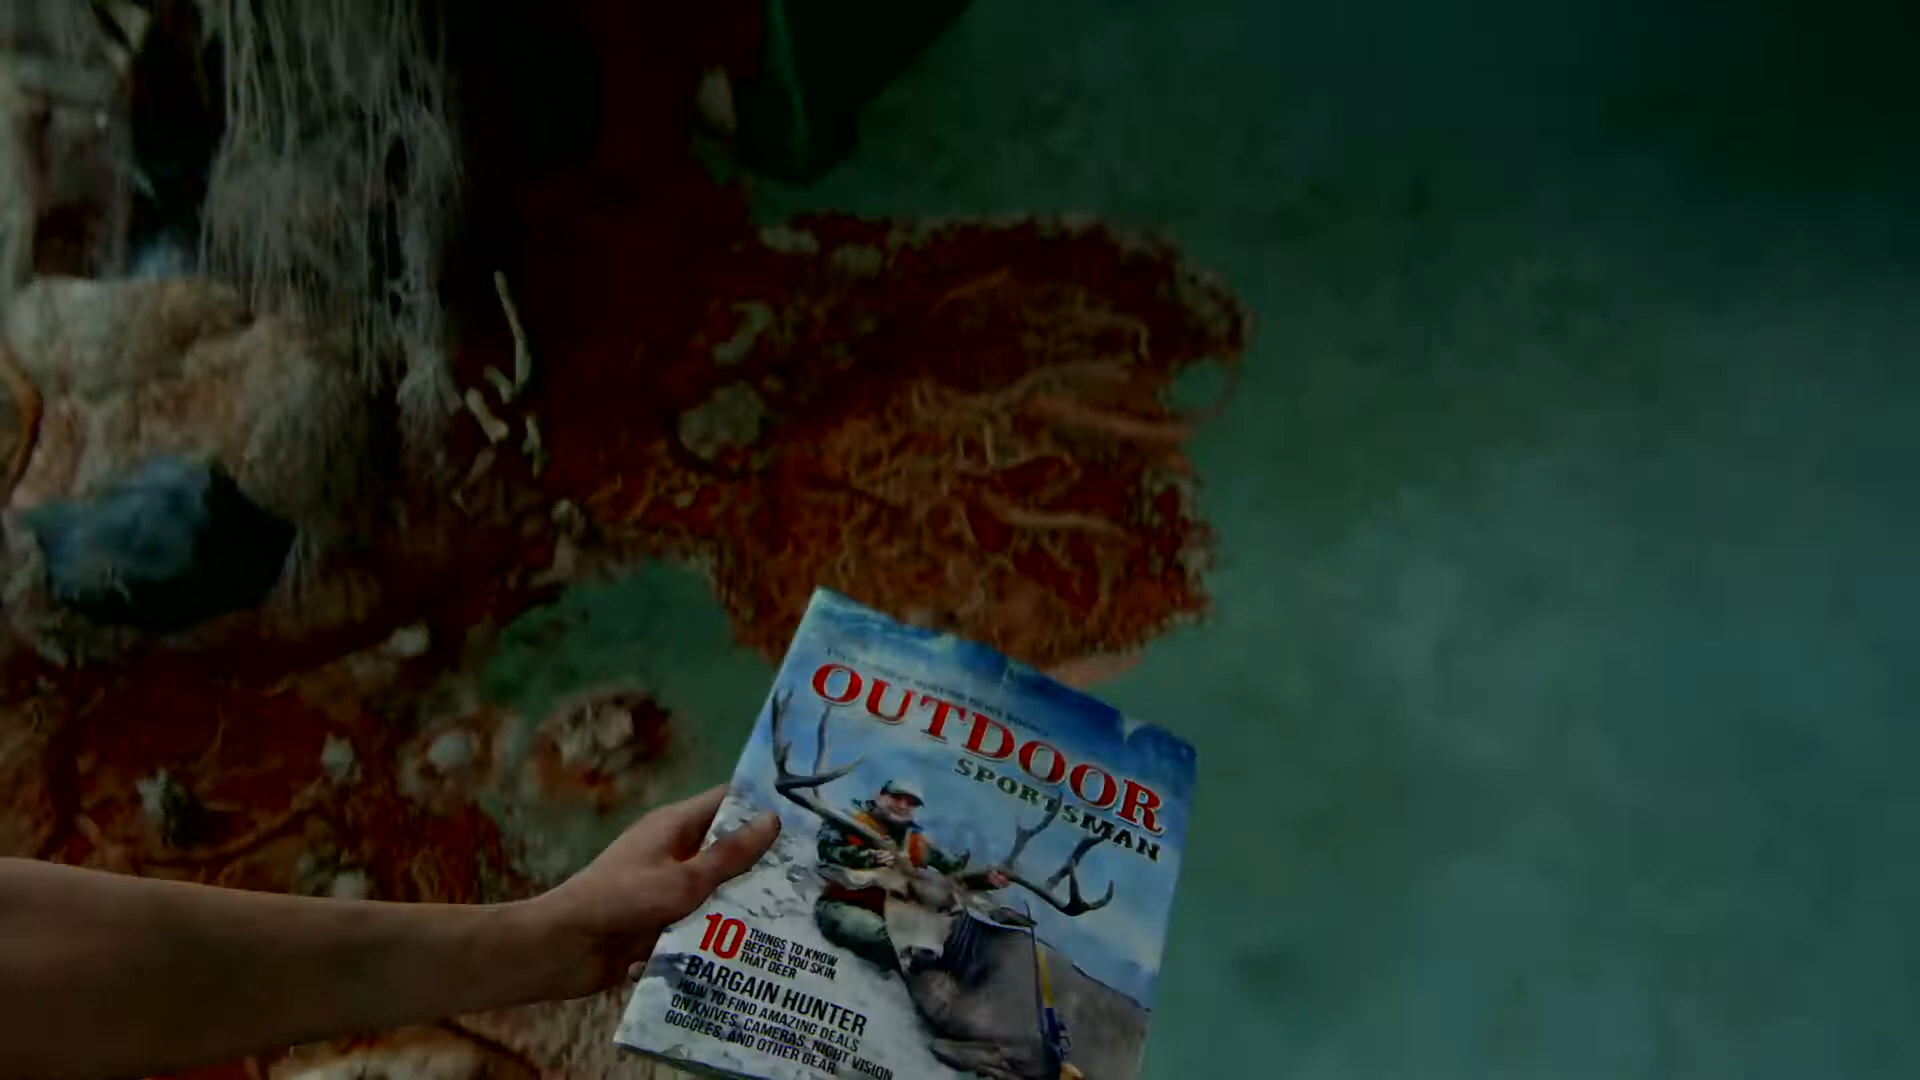 OUTDOOR
SPORTSMAN
10 THINGS TO KNOW
BEFORE YOU SKIN
THAT DEER
BARGAIN HUNTER
HOW TO FIND AMAZING DEALS
ON KNIVES, CAMERAS, NIGHT VISION
GOGGLES, AND OTHER GEAR